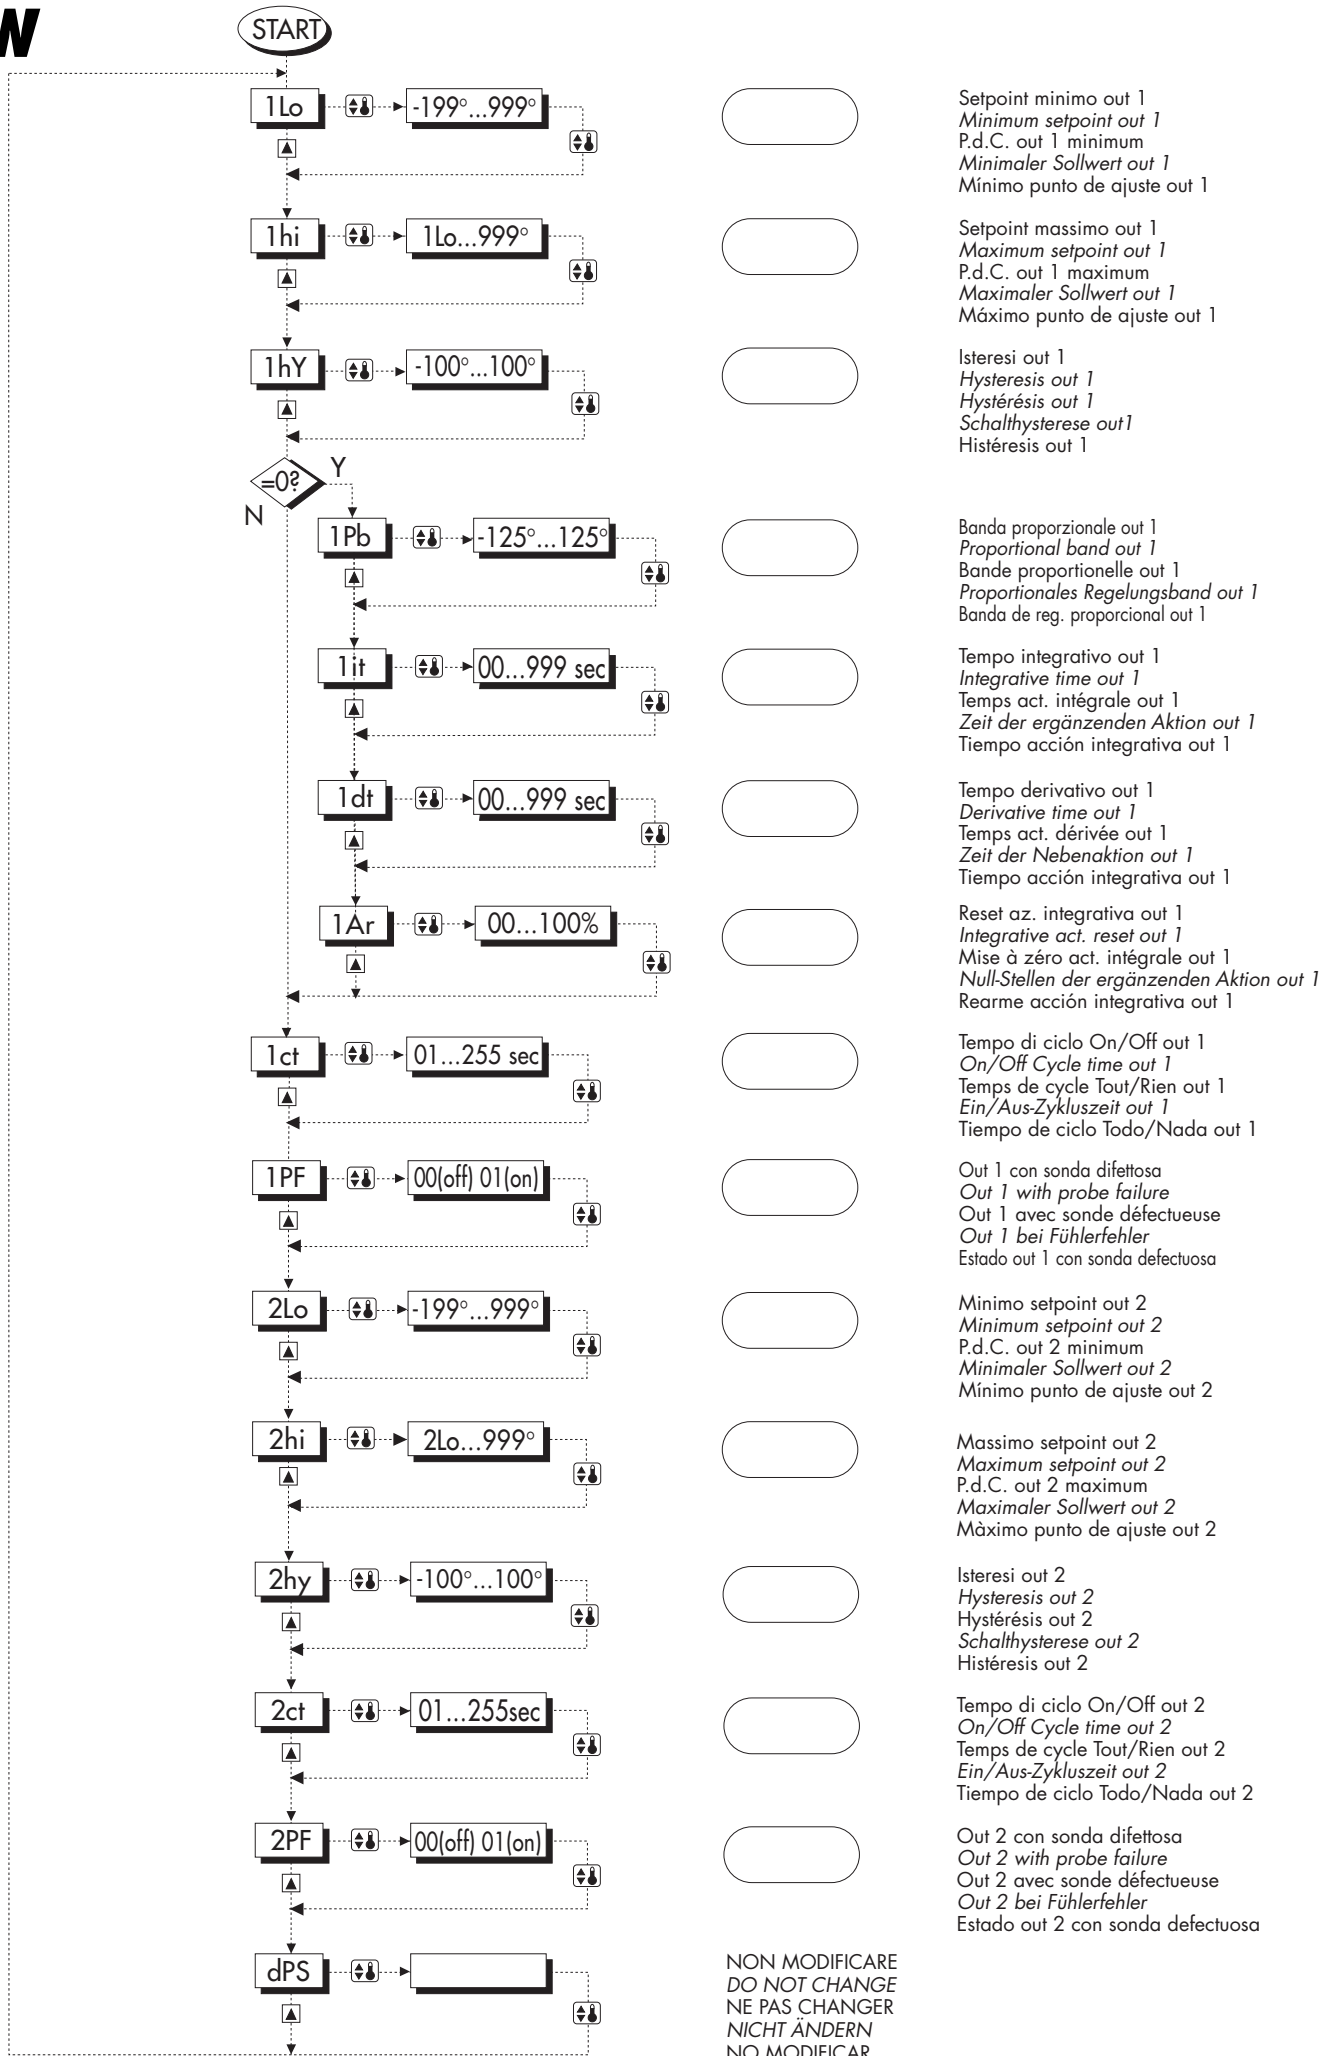 W
START
1Lo
-199°...999°
Setpoint minimo out 1
Minimum setpoint out 1
P.d.C. out 1 minimum
Minimaler Sollwert out 1
Mínimo punto de ajuste out 1
1hi
1Lo...999°
Setpoint massimo out 1
Maximum setpoint out 1
P.d.C. out 1 maximum
Maximaler Sollwert out 1
Máximo punto de ajuste out 1
1hY
-100°...100°
Isteresi out 1
Hysteresis out 1
Hystérésis out 1
Schalthysterese out1
Histéresis out 1
=0?
Y
N
1Pb
-125°...125°
Banda proporzionale out 1
Proportional band out 1
Bande proportionelle out 1
Proportionales Regelungsband out 1
Banda de reg. proporcional out 1
1it
00...999 sec
Tempo integrativo out 1
Integrative time out 1
Temps act. intégrale out 1
Zeit der ergänzenden Aktion out 1
Tiempo acción integrativa out 1
1dt
00...999 sec
Tempo derivativo out 1
Derivative time out 1
Temps act. dérivée out 1
Zeit der Nebenaktion out 1
Tiempo acción integrativa out 1
1Ar
00...100%
Reset az. integrativa out 1
Integrative act. reset out 1
Mise à zéro act. intégrale out 1
Null-Stellen der ergänzenden Aktion out 1
Rearme acción integrativa out 1
1ct
01...255 sec
Tempo di ciclo On/Off out 1
On/Off Cycle time out 1
Temps de cycle Tout/Rien out 1
Ein/Aus-Zykluszeit out 1
Tiempo de ciclo Todo/Nada out 1
1PF
00(off) 01(on)
Out 1 con sonda difettosa
Out 1 with probe failure
Out 1 avec sonde défectueuse
Out 1 bei Fühlerfehler
Estado out 1 con sonda defectuosa
2Lo
-199°...999°
Minimo setpoint out 2
Minimum setpoint out 2
P.d.C. out 2 minimum
Minimaler Sollwert out 2
Mínimo punto de ajuste out 2
2hi
2Lo...999°
Massimo setpoint out 2
Maximum setpoint out 2
P.d.C. out 2 maximum
Maximaler Sollwert out 2
Màximo punto de ajuste out 2
2hy
-100°...100°
Isteresi out 2
Hysteresis out 2
Hystérésis out 2
Schalthysterese out 2
Histéresis out 2
2ct
01...255sec
Tempo di ciclo On/Off out 2
On/Off Cycle time out 2
Temps de cycle Tout/Rien out 2
Ein/Aus-Zykluszeit out 2
Tiempo de ciclo Todo/Nada out 2
2PF
00(off) 01(on)
Out 2 con sonda difettosa
Out 2 with probe failure
Out 2 avec sonde défectueuse
Out 2 bei Fühlerfehler
Estado out 2 con sonda defectuosa
dPS
NON MODIFICARE
DO NOT CHANGE
NE PAS CHANGER
NICHT ÄNDERN
NO MODIFICAR